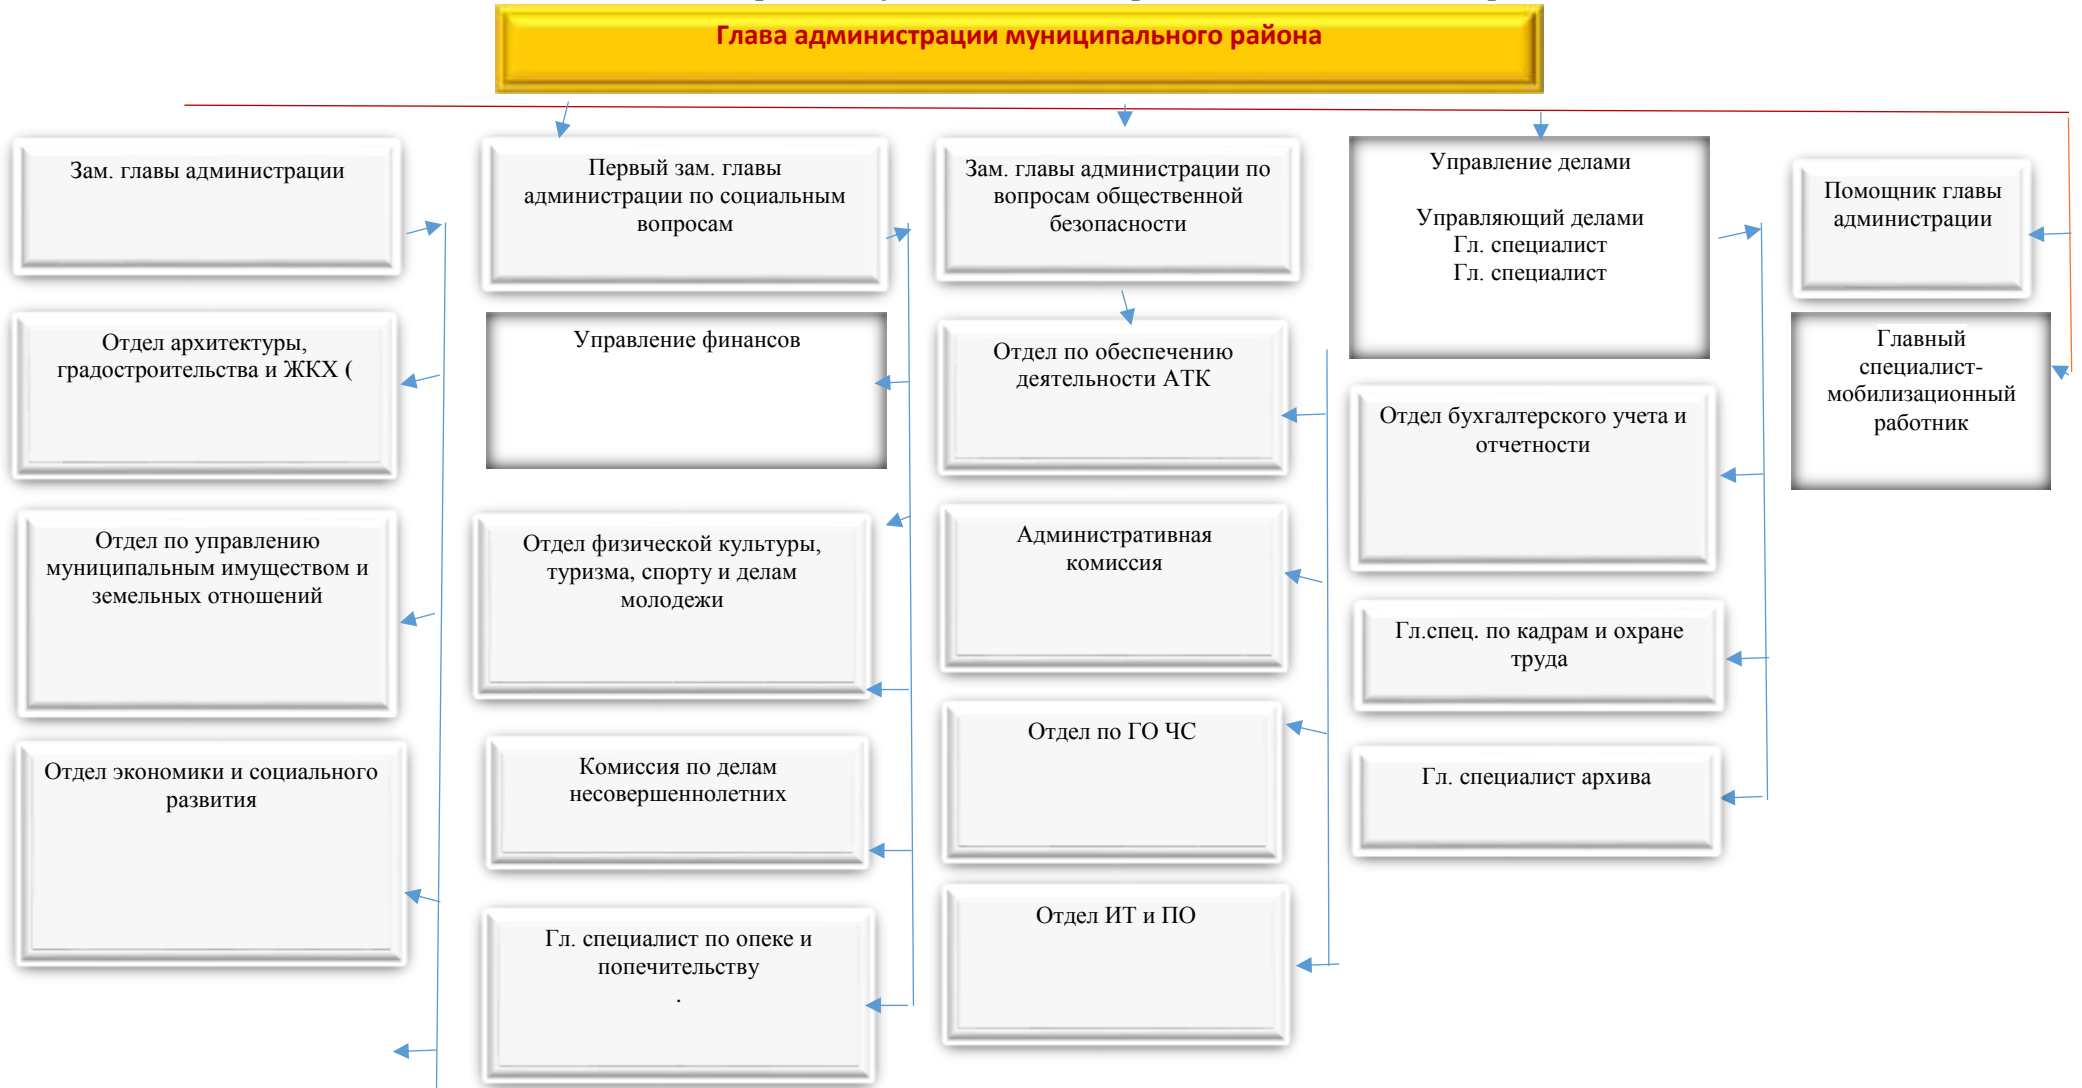 Глава администрации муниципального района
Зам. главы администрации
Отдел архитектуры,
градостроительства и ЖКХ (
Отдел по управлению
муниципальным имуществом и
земельных отношений
Отдел экономики и социального
развития
Первый зам. главы
администрации по социальным
вопросам
Управление финансов
Отдел физической культуры,
туризма, спорту и делам
молодежи
Комиссия по делам
несовершеннолетних
Гл. специалист по опеке и
попечительству
.
Зам. главы администрации по
вопросам общественной
безопасности
Отдел по обеспечению
деятельности АТК
Административная
комиссия
Отдел по ГО ЧС
Отдел ИТ и ПО
Управление делами
Управляющий делами
Гл. специалист
Гл. специалист
Отдел бухгалтерского учета и
отчетности
Гл.спец. по кадрам и охране
труда
Гл. специалист архива
Помощник главы
администрации
Главный
специалист-
мобилизационный
работник